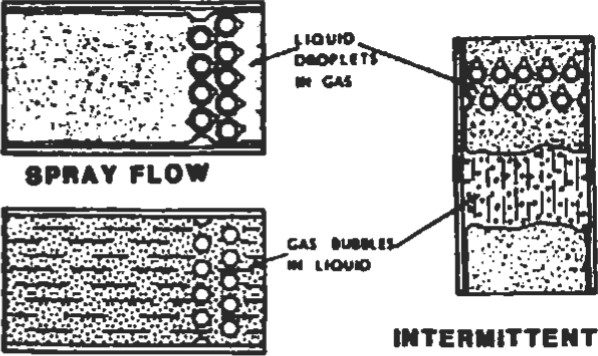 LIQUID
DROPLETS
IN GAS
SPRAY FLOW
GAS BUBBLES
IN LIQUID
INTERMITTENT